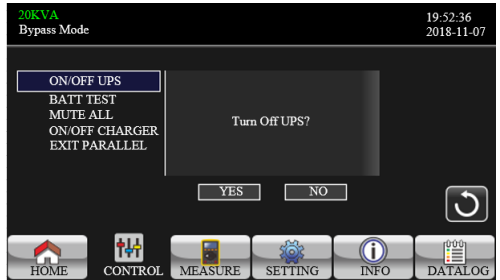 20KVA
Bypass Mode
19:52:36
2018-11-07
ON/OFF UPS
BATT TEST
MUTE ALL
ON/OFF CHARGER
EXIT PARALLEL
Turn Off UPS?
YES
NO
HOME
CONTROL
MEASURE
SETTING
INFO
DATALOG